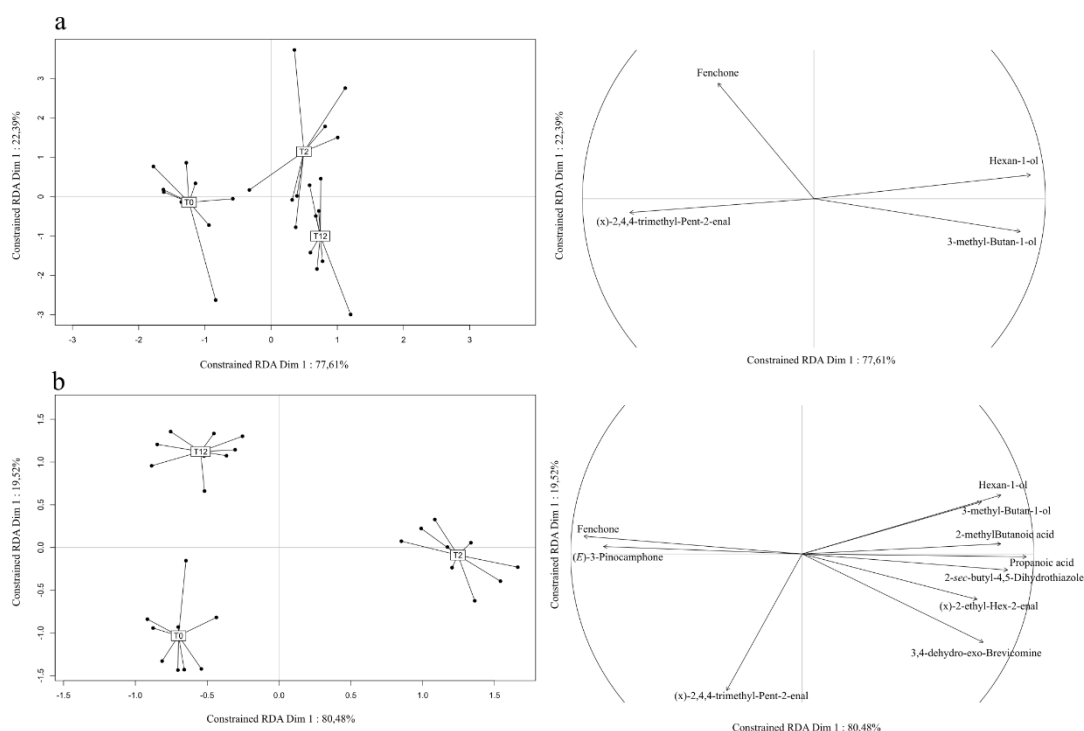 a
Constrained RDA Dim 1 : 22,39%
3
2
1
0
-1
-2
-3
T2
T0
T12
-3
-2
-1
0
1
2
3
Constrained RDA Dim 1 : 77,61%
Constrained RDA Dim 1 : 22,39%
Fenchone
Hexan-1-ol
(x)-2,4,4-trimethyl-Pent-2-enal
3-methyl-Butan-1-ol
Constrained RDA Dim 1 : 77,61%
b
Constrained RDA Dim 1 : 19,52%
1.5
1.0
0.5
0.0
-0.5
-1.0
-1.5
T12
T2
T0
-1.5
-1.0
-0.5
0.0
0.5
1.0
1.5
Constrained RDA Dim 1 : 80,48%
Constrained RDA Dim 1 : 19,52%
Hexan-1-ol
3-methyl-Butan-1-ol
Fenchone
2-methylButanoic acid
(E)-3-Pinocamphone
Propanoic acid
2-sec-butyl-4,5-Dihydrothiazole
(x)-2-ethyl-Hex-2-enal
3,4-dehydro-exo-Brevicomine
(x)-2,4,4-trimethyl-Pent-2-enal
Constrained RDA Dim 1 : 80,48%